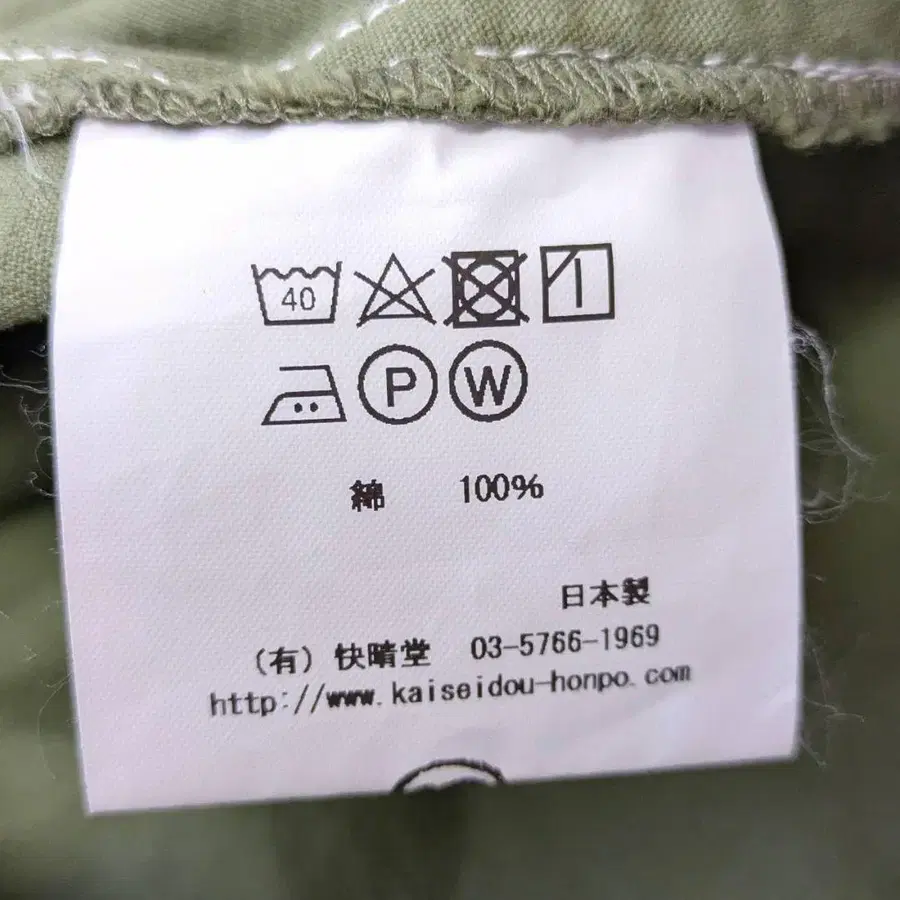 40
P W
綿 100%
日本製
(有) 快晴堂 03-5766-1969
http://www.kaiseidou-honpo.com